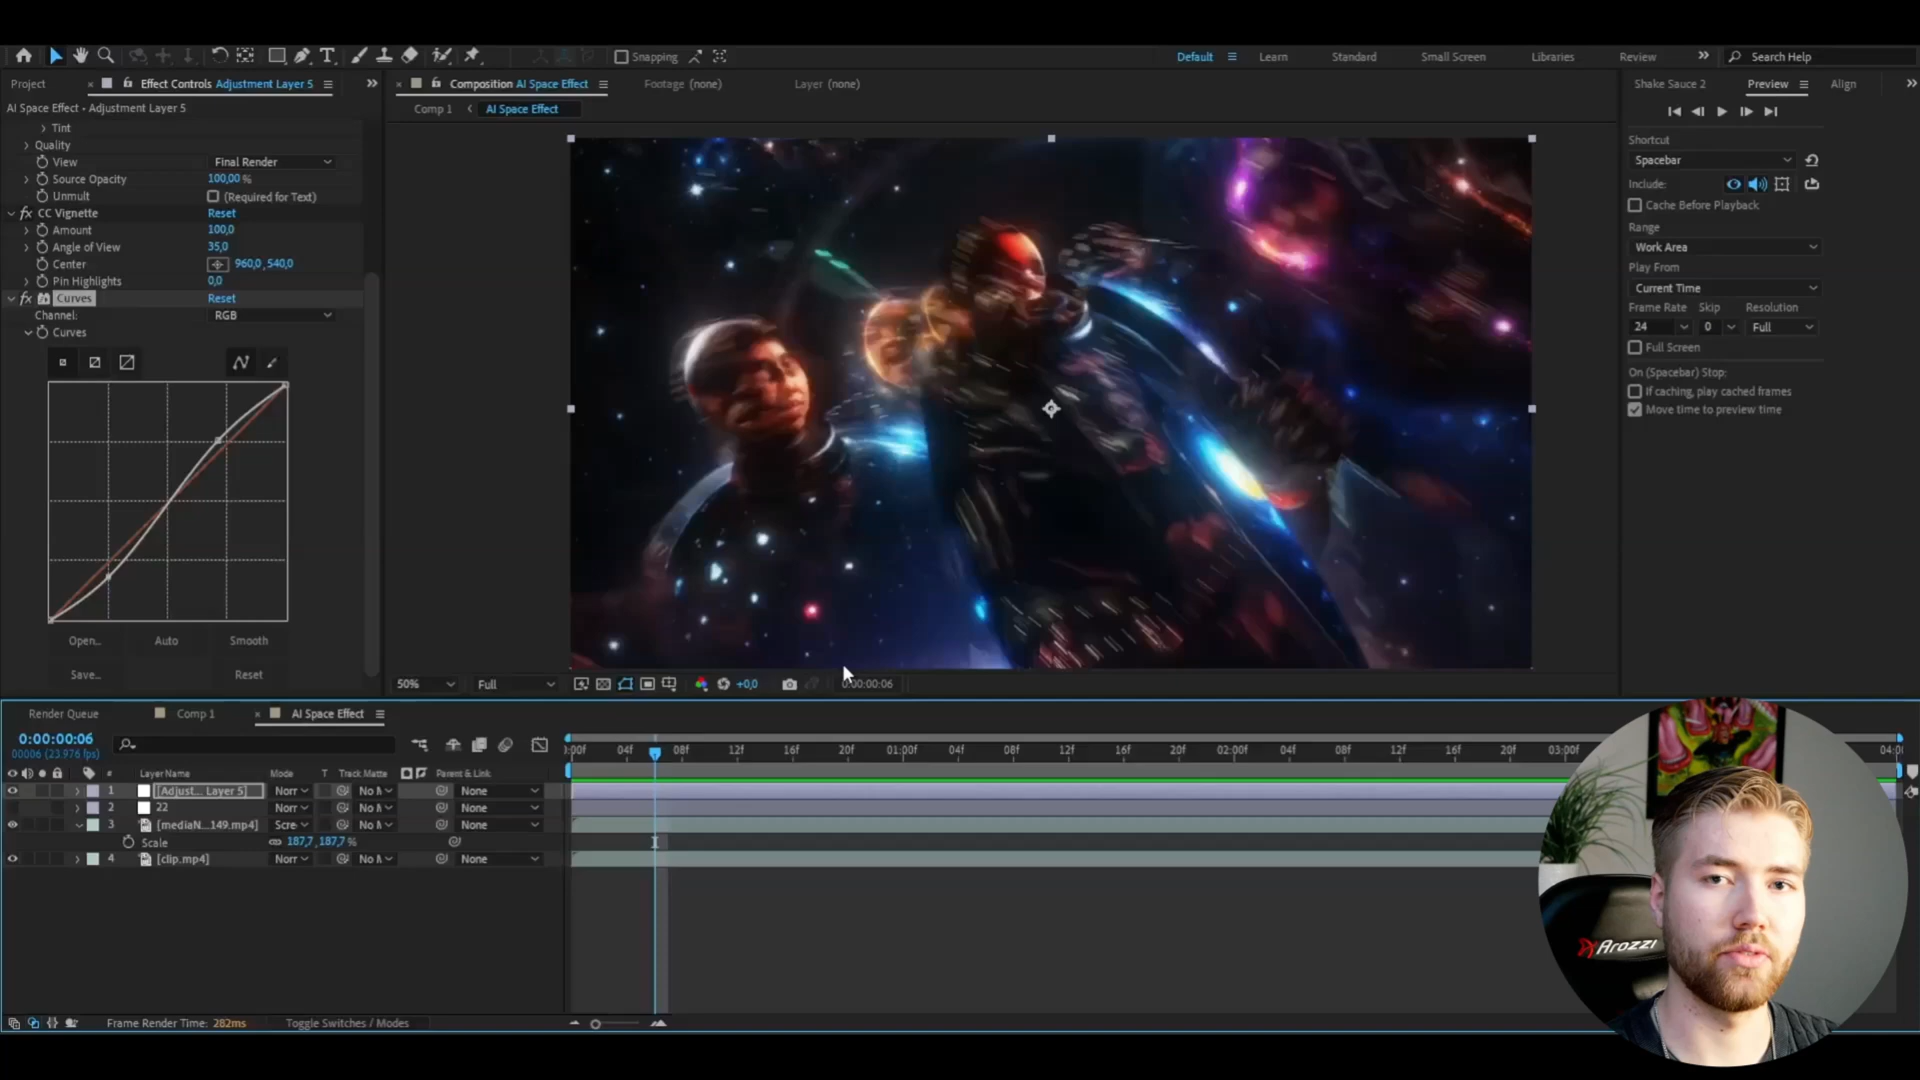 Snapping
Default
Learn
Standard
Small Screen
Libraries
Review
Search Help
Project
Effect Controls Adjustment Layer 5
Composition AI Space Effect
Footage (none)
Layer (none)
Shake Sauce 2
Preview
Align
AI Space Effect • Adjustment Layer 5
Comp 1
AI Space Effect
Tint
Quality
View
Final Render
Source Opacity
100,00 %
Unmult
(Required for Text)
fx CC Vignette
Reset
Amount
100,0
Angle of View
35,0
Center
960,0,540,0
Pin Highlights
0,0
fx Curves
Reset
Channel:
RGB
Curves
Open...
Auto
Smooth
Save...
Reset
Shortcut
Spacebar
Include:
Cache Before Playback
Range
Work Area
Play From
Current Time
Frame Rate Skip Resolution
24 0 Full
Full Screen
On (Spacebar) Stop:
If caching, play cached frames
Move time to preview time
50%
Full
+0,0
0:00:00:06
Render Queue
Comp 1
AI Space Effect
0:00:00:06
00006 (23.976 fps)
:00f 04f 08f 12f 16f 20f 01:00f 04f 08f 12f 16f 20f 02:00f 04f 08f 12f 16f 20f 03:00f 04:0
# Layer Name Mode T Track Matte Parent & Link
1 [Adjust... Layer 5] Norr No M None
2 22 Norr No M None
3 [mediaN...149.mp4] Scre No M None
Scale 187,7,187,7%
4 [clip.mp4] Norr No M None
Arozzi
Frame Render Time: 282ms
Toggle Switches / Modes